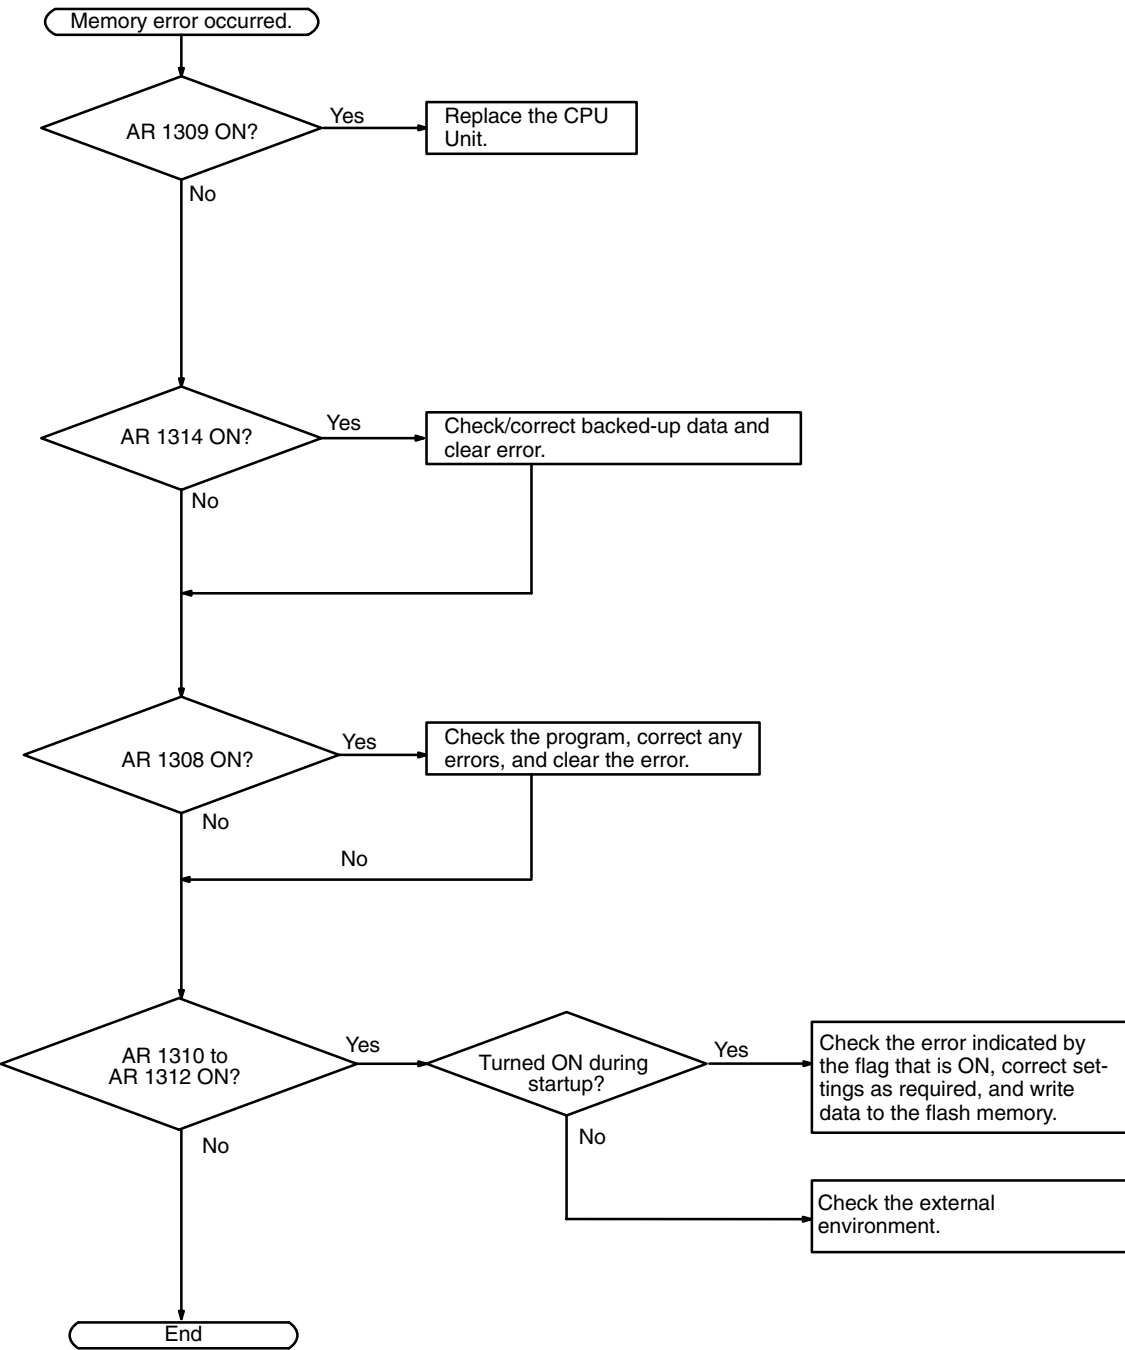 Memory error occurred.
AR 1309 ON?
Yes
Replace the CPU
Unit.
No
AR 1314 ON?
Yes
Check/correct backed-up data and
clear error.
No
AR 1308 ON?
Yes
Check the program, correct any
errors, and clear the error.
No
No
AR 1310 to
AR 1312 ON?
Yes
Turned ON during
startup?
Yes
Check the error indicated by
the flag that is ON, correct set-
tings as required, and write
data to the flash memory.
No
No
Check the external
environment.
End